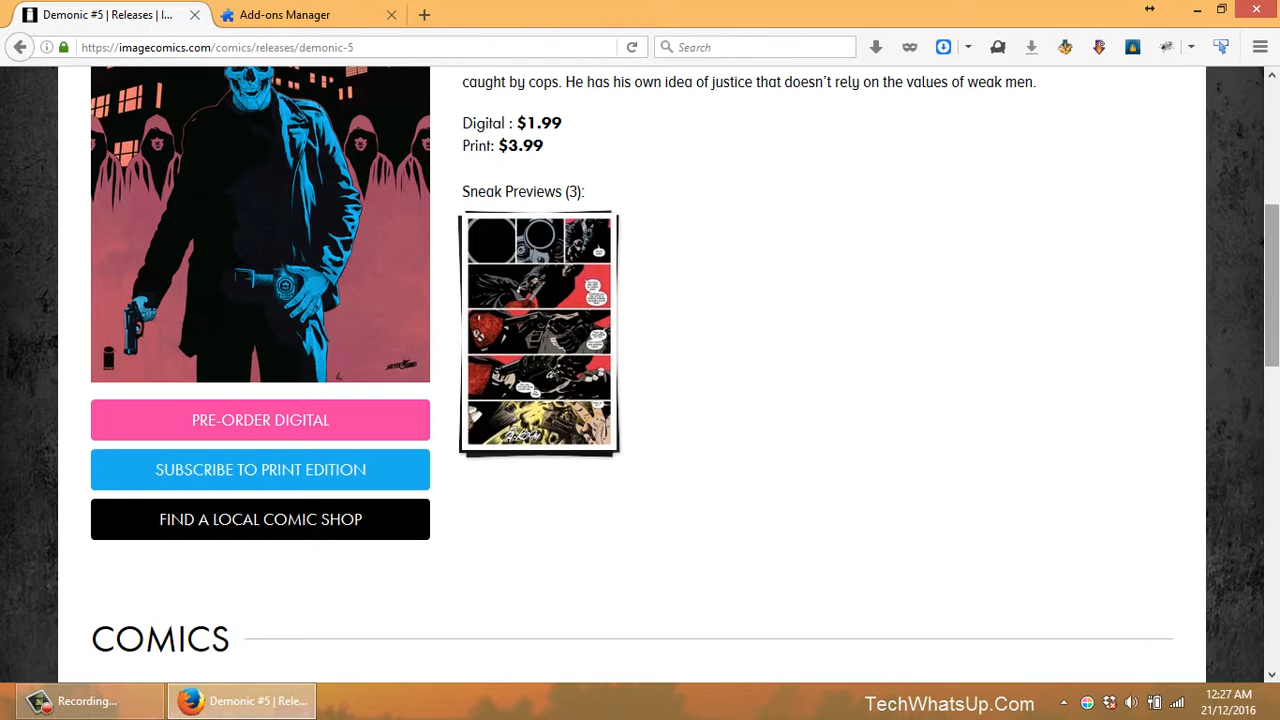 Demonic #5 | Releases | I...
Add-ons Manager
https://imagecomics.com/comics/releases/demonic-5
Search
caught by cops. He has his own idea of justice that doesn't rely on the values of weak men.
Digital : $1.99
Print: $3.99
Sneak Previews (3):
PRE-ORDER DIGITAL
SUBSCRIBE TO PRINT EDITION
FIND A LOCAL COMIC SHOP
COMICS
Recording...
Demonic #5 | Rele...
TechWhatsUp.Com
12:27 AM
21/12/2016